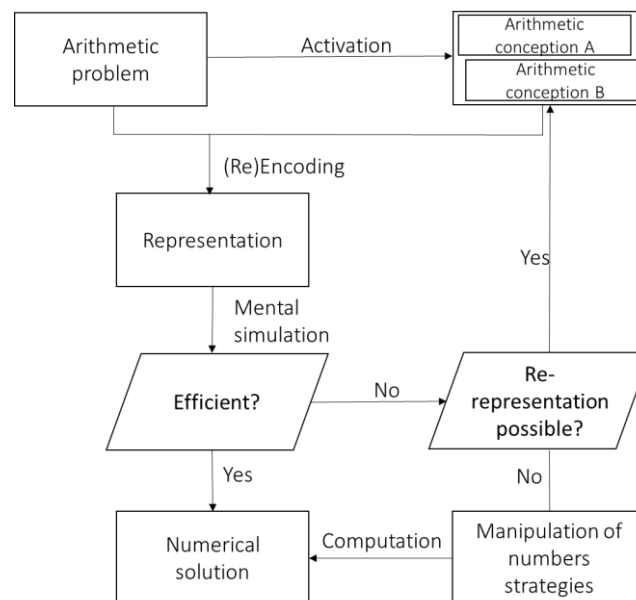 Arithmetic
problem
Activation
Arithmetic
conception A
Arithmetic
conception B
(Re)Encoding
Representation
Yes
Mental
simulation
Efficient?
No
Re-
representation
possible?
Yes
No
Numerical
solution
Computation
Manipulation of
numbers
strategies